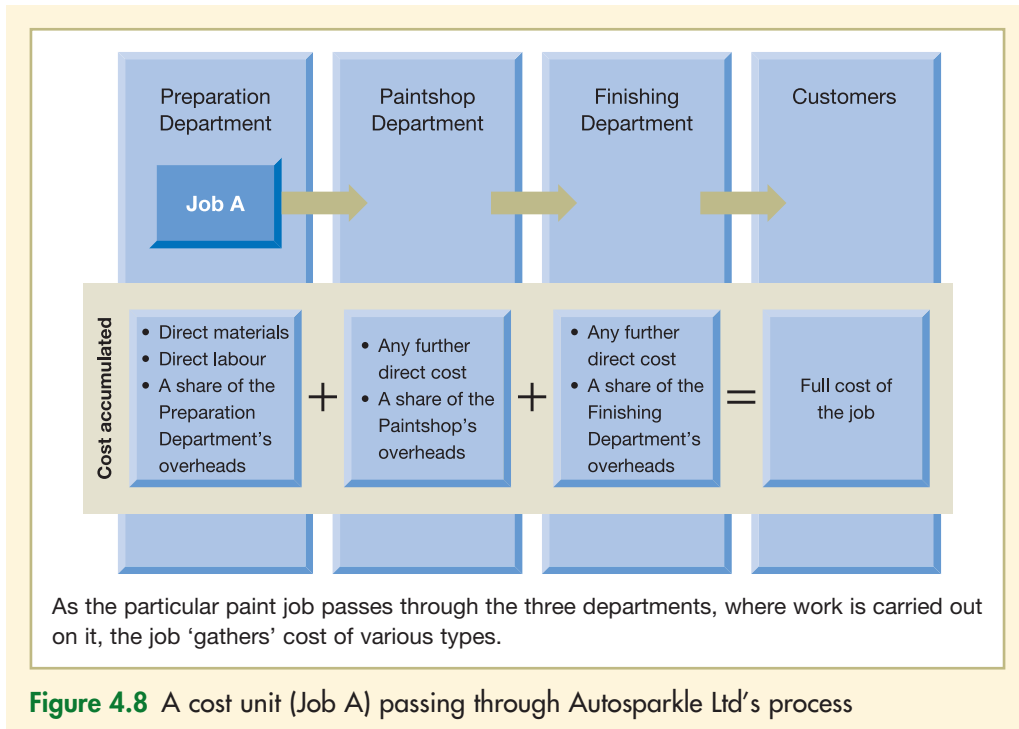 Preparation
Department
Paintshop
Department
Finishing
Department
Customers
Job A
Cost accumulated
• Direct materials
• Direct labour
• A share of the
Preparation
Department's
overheads
+
• Any further
direct cost
• A share of the
Paintshop's
overheads
+
• Any further
direct cost
• A share of the
Finishing
Department's
overheads
=
Full cost of
the job
As the particular paint job passes through the three departments, where work is carried out
on it, the job ‘gathers’ cost of various types.
Figure 4.8 A cost unit (Job A) passing through Autosparkle Ltd's process